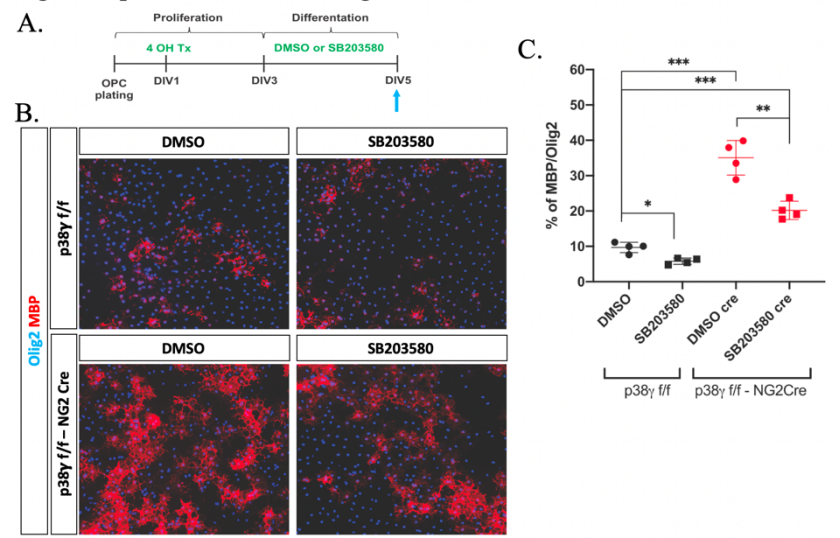 A.
Proliferation
Differentation
4 OH Tx
DMSO or SB203580
OPC
plating
DIV1
DIV3
DIV5
B.
DMSO
SB203580
p38γ f/f
DMSO
SB203580
p38γ f/f – NG2 Cre
Olig2 MBP
C.
% of MBP/Olig2
60
50
40
30
20
10
0
***
***
**
*
DMSO
SB203580
DMSO cre
SB203580 cre
p38γ f/f
p38γ f/f - NG2Cre